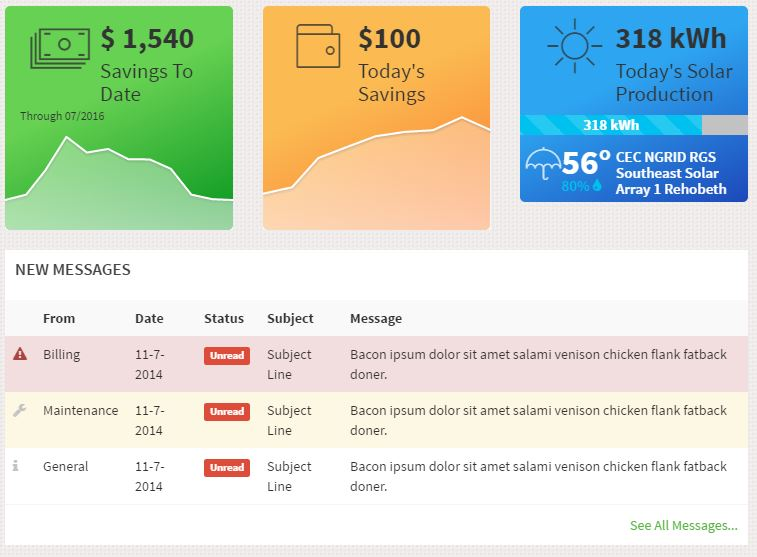 $ 1,540
Savings To
Date
Through 07/2016
$100
Today's
Savings
318 kWh
Today's Solar
Production
318 kWh
56°
80%
CEC NGRID RGS
Southeast Solar
Array 1 Rehobeth
NEW MESSAGES
From Date Status Subject Message
Billing 11-7- Unread Subject Bacon ipsum dolor sit amet salami venison chicken flank fatback
2014 Line doner.
Maintenance 11-7- Unread Subject Bacon ipsum dolor sit amet salami venison chicken flank fatback
2014 Line doner.
General 11-7- Unread Subject Bacon ipsum dolor sit amet salami venison chicken flank fatback
2014 Line doner.
See All Messages...